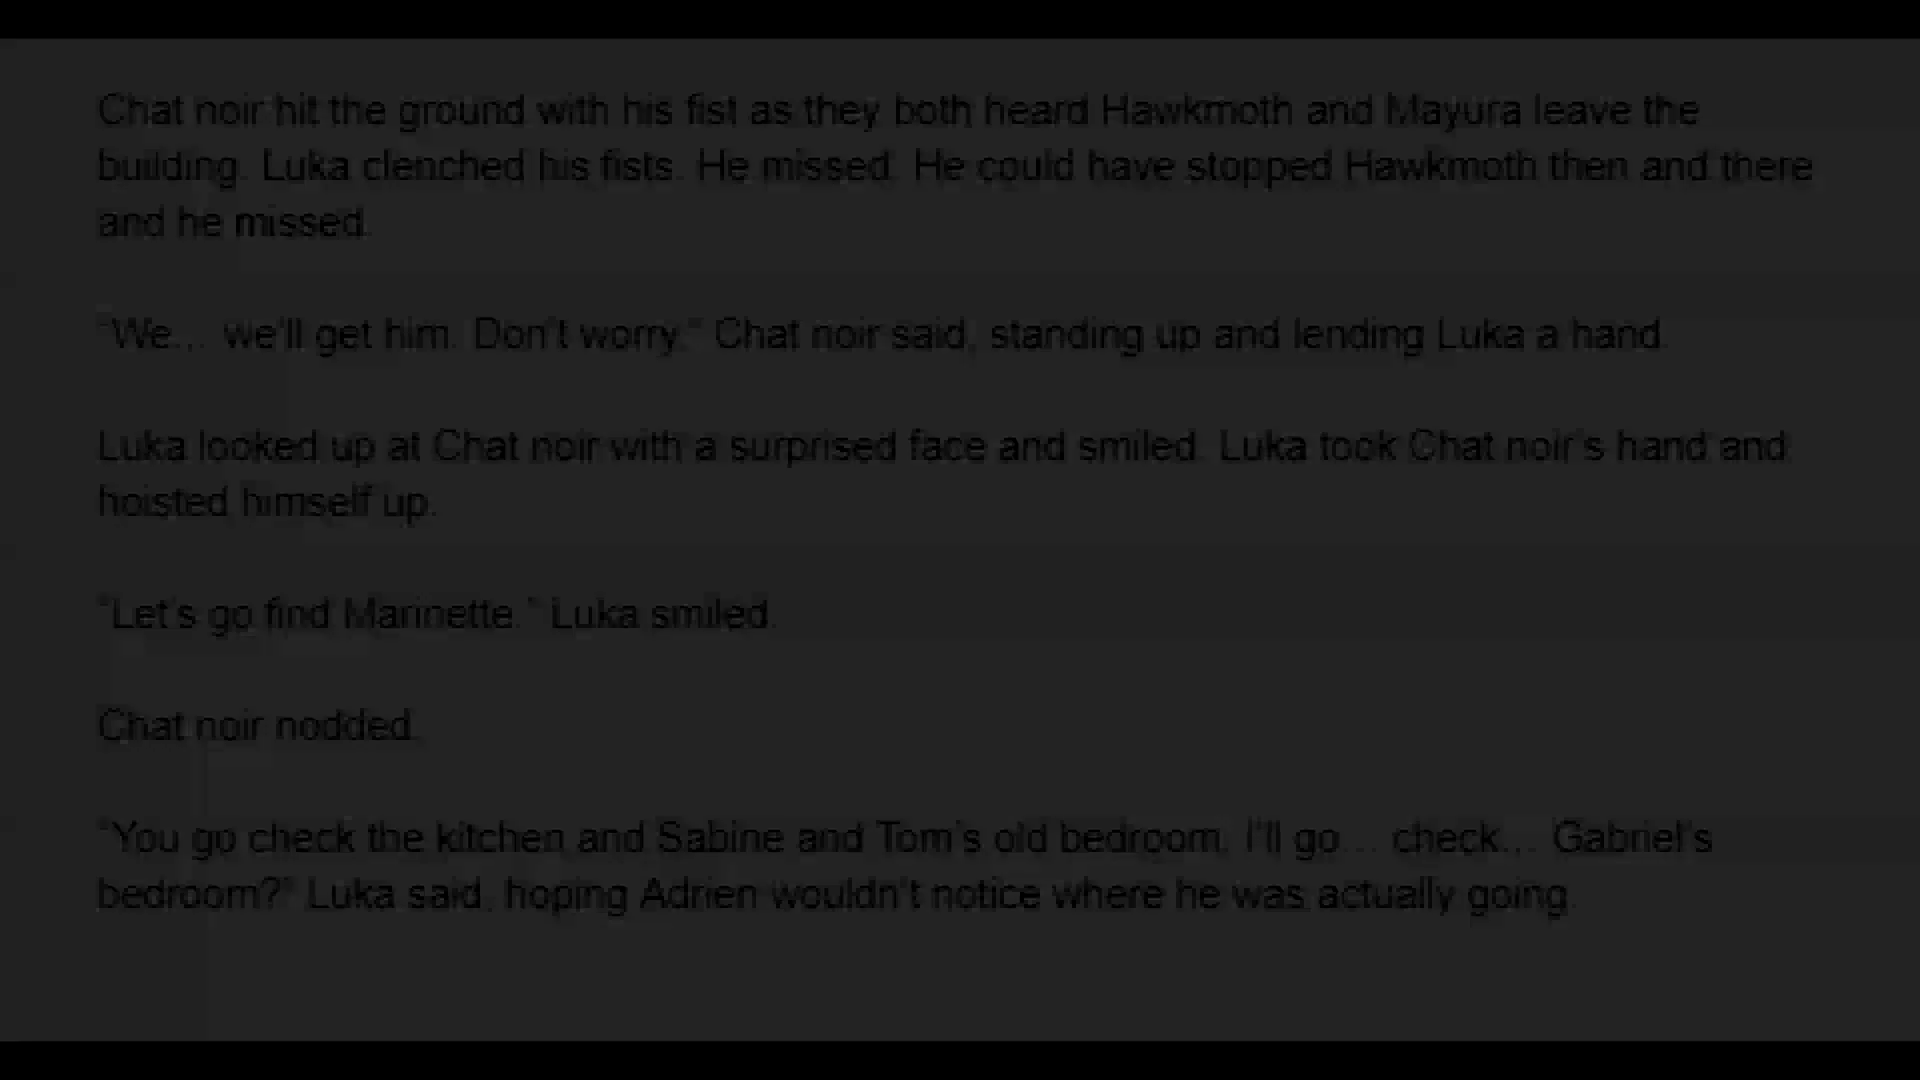 Chat noir hit the ground with his fist as they both heard Hawkmoth and Mayura leave the
building. Luka clenched his fists. He missed. He could have stopped Hawkmoth then and there
and he missed.
“We... we’ll get him. Don’t worry.” Chat noir said, standing up and lending Luka a hand.
Luka looked up at Chat noir with a surprised face and smiled. Luka took Chat noir’s hand and
hoisted himself up.
“Let’s go find Marinette.” Luka smiled.
Chat noir nodded.
“You go check the kitchen and Sabine and Tom’s old bedroom. I’ll go... check... Gabriel’s
bedroom?” Luka said, hoping Adrien wouldn’t notice where he was actually going.